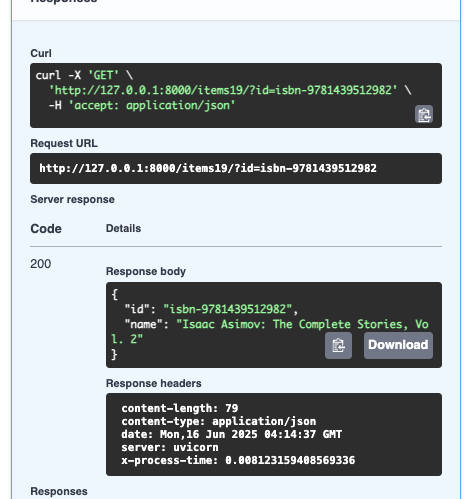 Responses
Curl
curl -X 'GET' \
'http://127.0.0.1:8000/items19/?id=isbn-9781439512982' \
-H 'accept: application/json'
Request URL
http://127.0.0.1:8000/items19/?id=isbn-9781439512982
Server response
Code Details
200
Response body
{
"id": "isbn-9781439512982",
"name": "Isaac Asimov: The Complete Stories, Vo
l. 2"
}
Download
Response headers
content-length: 79
content-type: application/json
date: Mon,16 Jun 2025 04:14:37 GMT
server: uvicorn
x-process-time: 0.008123159408569336
Responses